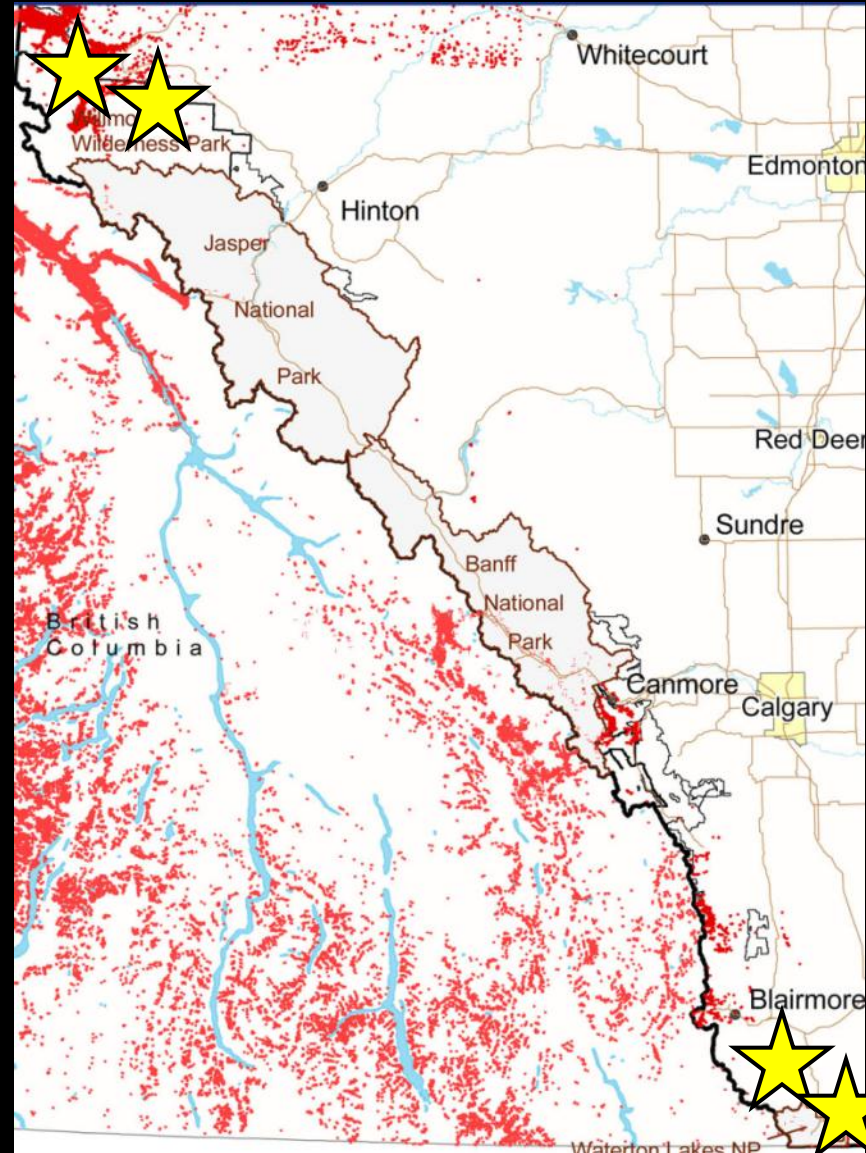 Whitecourt
Wilderness Park
Edmonton
Hinton
Jasper
National
Park
Red Deer
Sundre
Banff
National
Park
British
Columbia
Canmore
Calgary
Blairmore
Waterton Lakes NP